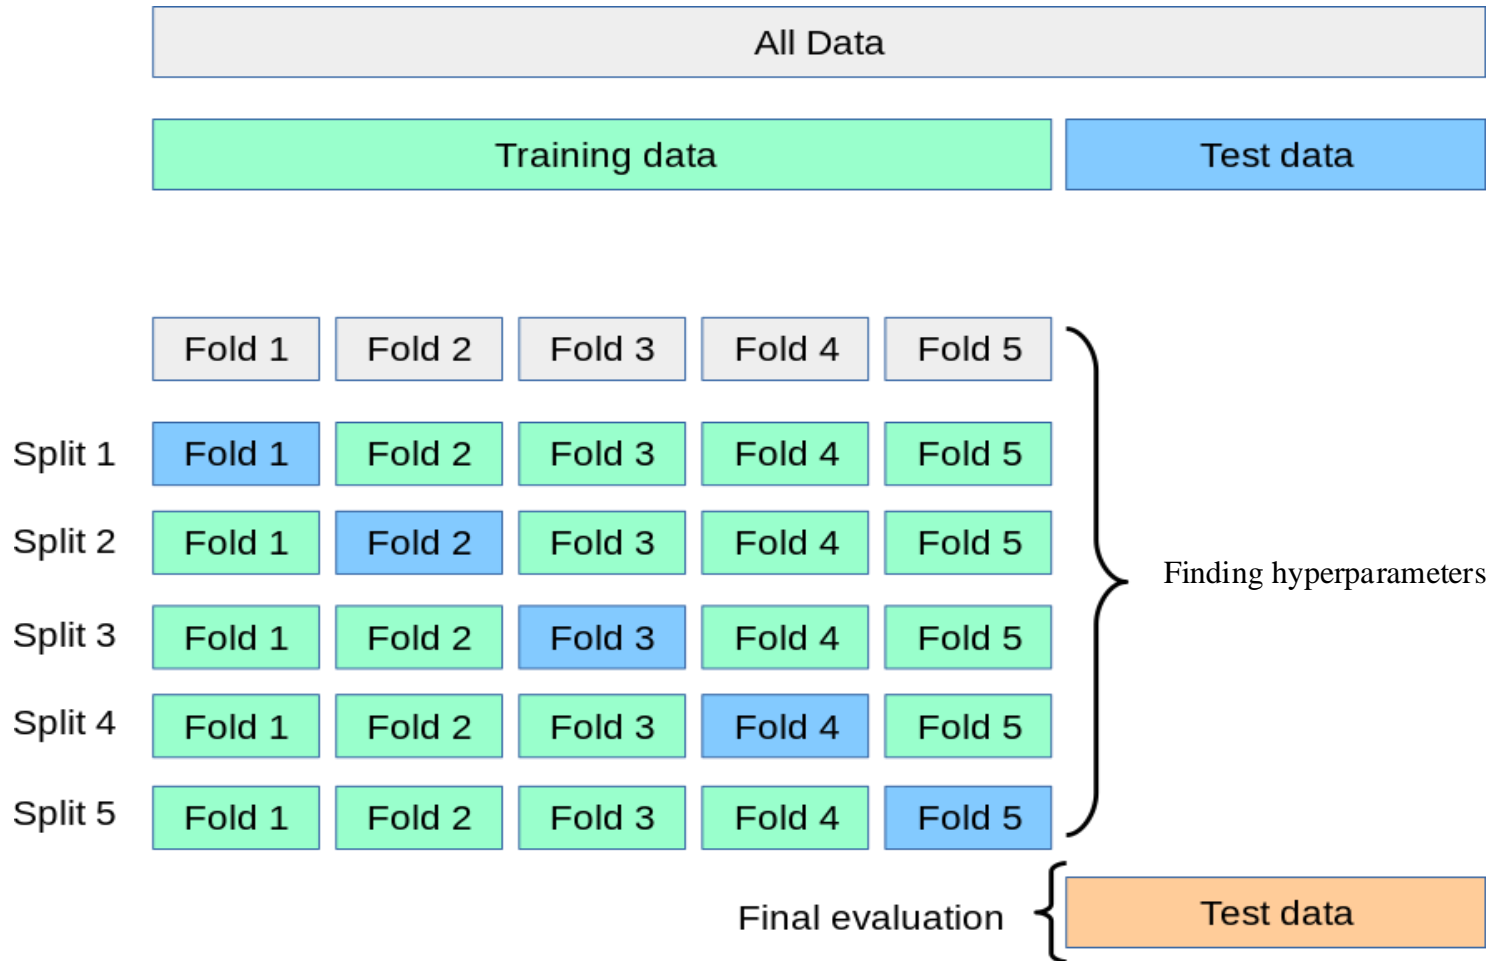 All Data
Training data Test data
Fold 1 Fold 2 Fold 3 Fold 4 Fold 5
Split 1 Fold 1 Fold 2 Fold 3 Fold 4 Fold 5
Split 2 Fold 1 Fold 2 Fold 3 Fold 4 Fold 5
Finding hyperparameters
Split 3 Fold 1 Fold 2 Fold 3 Fold 4 Fold 5
Split 4 Fold 1 Fold 2 Fold 3 Fold 4 Fold 5
Split 5 Fold 1 Fold 2 Fold 3 Fold 4 Fold 5
Final evaluation Test data